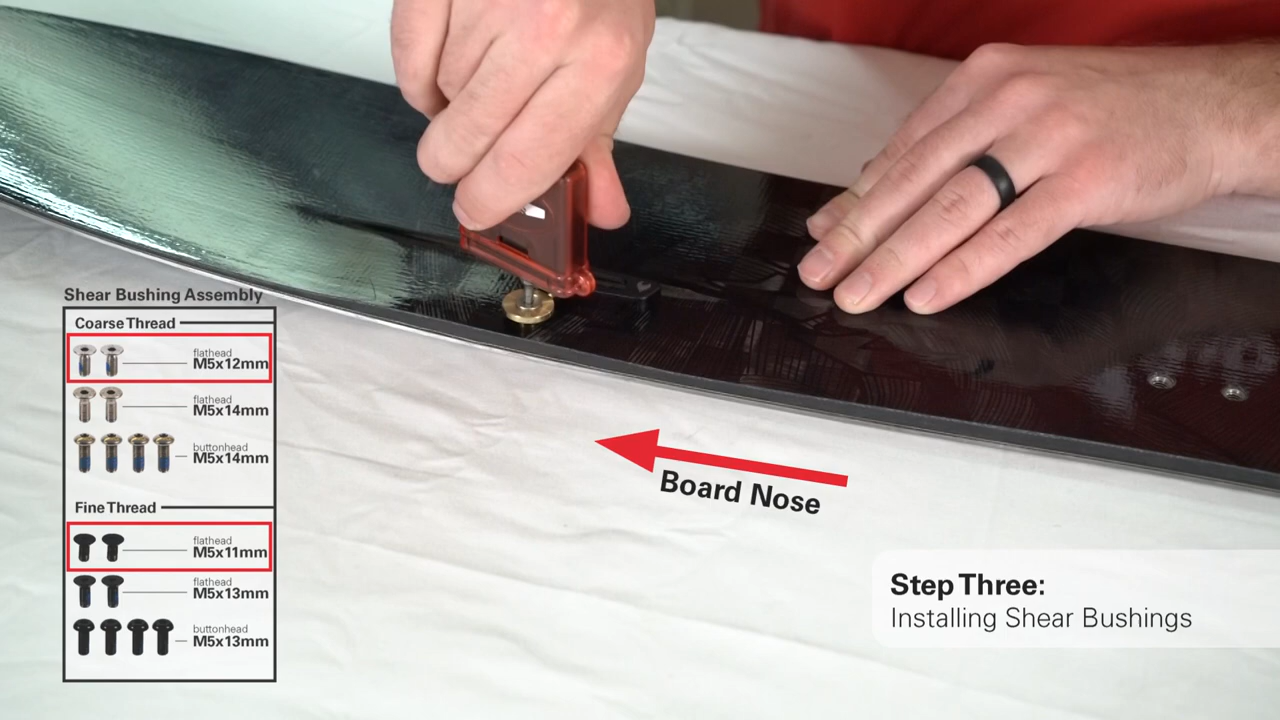 Shear Bushing Assembly
Coarse Thread
flathead
M5x12mm
flathead
M5x14mm
buttonhead
M5x14mm
Fine Thread
flathead
M5x11mm
flathead
M5x13mm
buttonhead
M5x13mm
Board Nose
Step Three:
Installing Shear Bushings